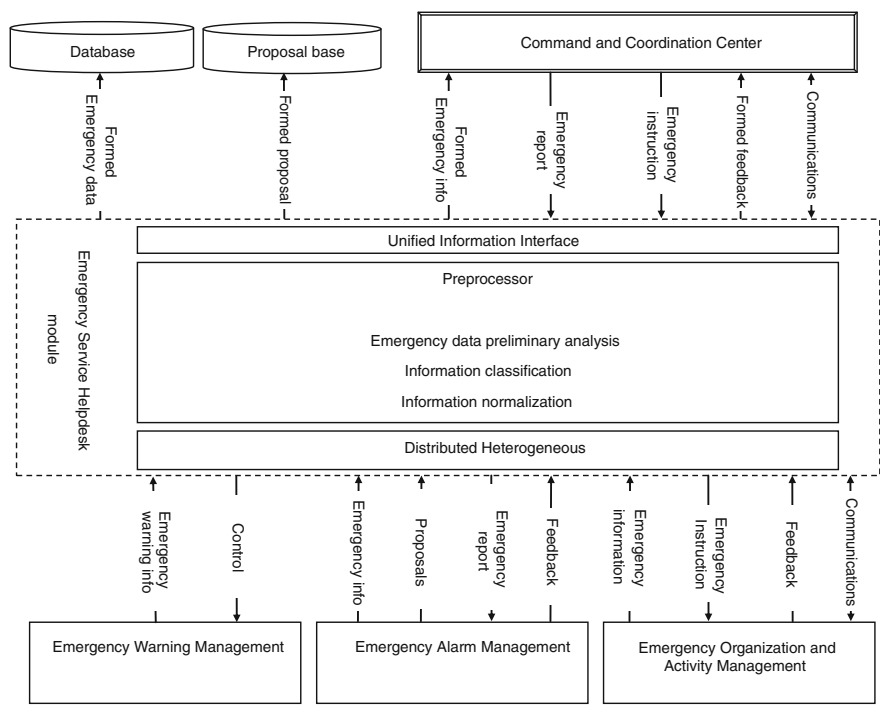 Database
Proposal base
Command and Coordination Center
Formed
Emergency data
Formed proposal
Formed
Emergency info
Emergency
report
Emergency
instruction
Formed feedback
Communications
Emergency Service Helpdesk
module
Unified Information Interface
Preprocessor
Emergency data preliminary analysis
Information classification
Information normalization
Distributed Heterogeneous
Emergency
warning info
Control
Emergency info
Proposals
Emergency
report
Feedback
Emergency
information
Emergency
Instruction
Feedback
Communications
Emergency Warning Management
Emergency Alarm Management
Emergency Organization and
Activity Management